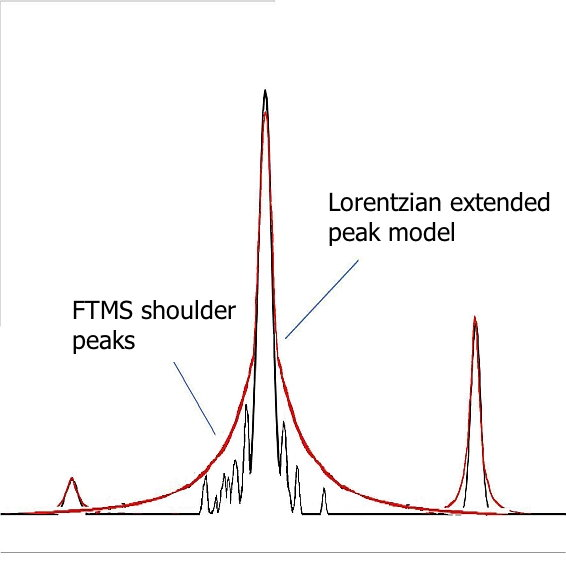 Lorentzian extended
peak model
FTMS shoulder
peaks